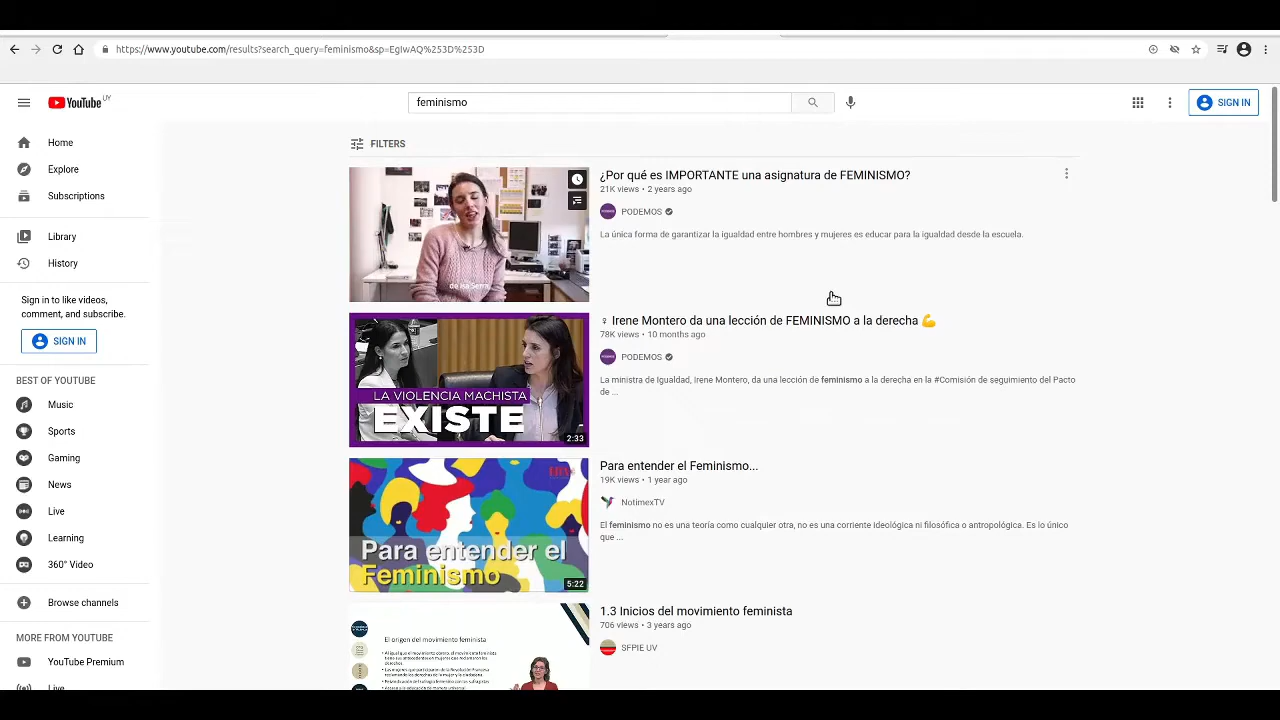 https://www.youtube.com/results?search_query=feminismo&sp=EgIwAQ%253D%253D
YouTube UY
feminismo
SIGN IN
Home
Explore
Subscriptions
Library
History
Sign in to like videos,
comment, and subscribe.
SIGN IN
BEST OF YOUTUBE
Music
Sports
Gaming
News
Live
Learning
360° Video
Browse channels
MORE FROM YOUTUBE
YouTube Premium
Live
FILTERS
¿Por qué es IMPORTANTE una asignatura de FEMINISMO?
21K views • 2 years ago
PODEMOS
La única forma de garantizar la igualdad entre hombres y mujeres es educar para la igualdad desde la escuela.
de Isa Serra,
♀ Irene Montero da una lección de FEMINISMO a la derecha 💪
78K views • 10 months ago
PODEMOS
La ministra de Igualdad, Irene Montero, da una lección de feminismo a la derecha en la #Comisión de seguimiento del Pacto
de ...
LA VIOLENCIA MACHISTA
EXISTE
2:33
Para entender el Feminismo...
19K views • 1 year ago
NotimexTV
El feminismo no es una teoría como cualquier otra, no es una corriente ideológica ni filosófica o antropológica. Es lo único
que ...
Para entender el
Feminismo
5:22
1.3 Inicios del movimiento feminista
706 views • 3 years ago
SFPIE UV
El origen del movimiento feminista